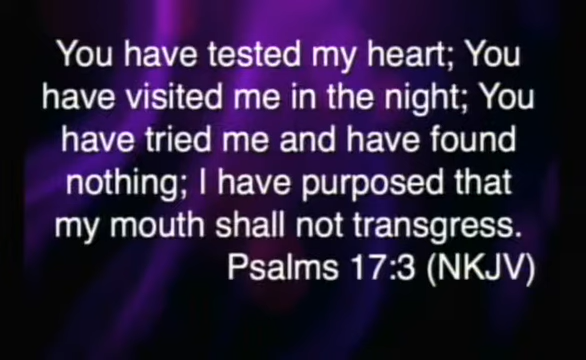 You have tested my heart; You
have visited me in the night; You
have tried me and have found
nothing; I have purposed that
my mouth shall not transgress.
Psalms 17:3 (NKJV)